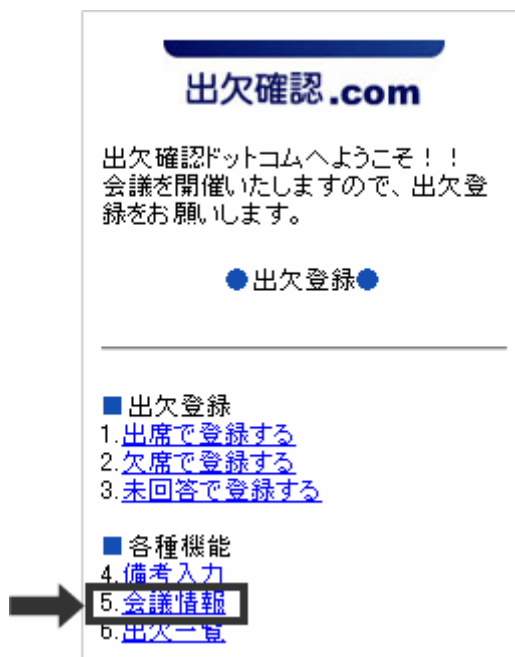 出欠確認.com
出欠確認ドットコムへようこそ！！
会議を開催いたしますので、出欠登
録をお願いします。
●出欠登録●
■出欠登録
1.出席で登録する
2.欠席で登録する
3.未回答で登録する
■各種機能
4.備考入力
5.会議情報
6.出欠一覧